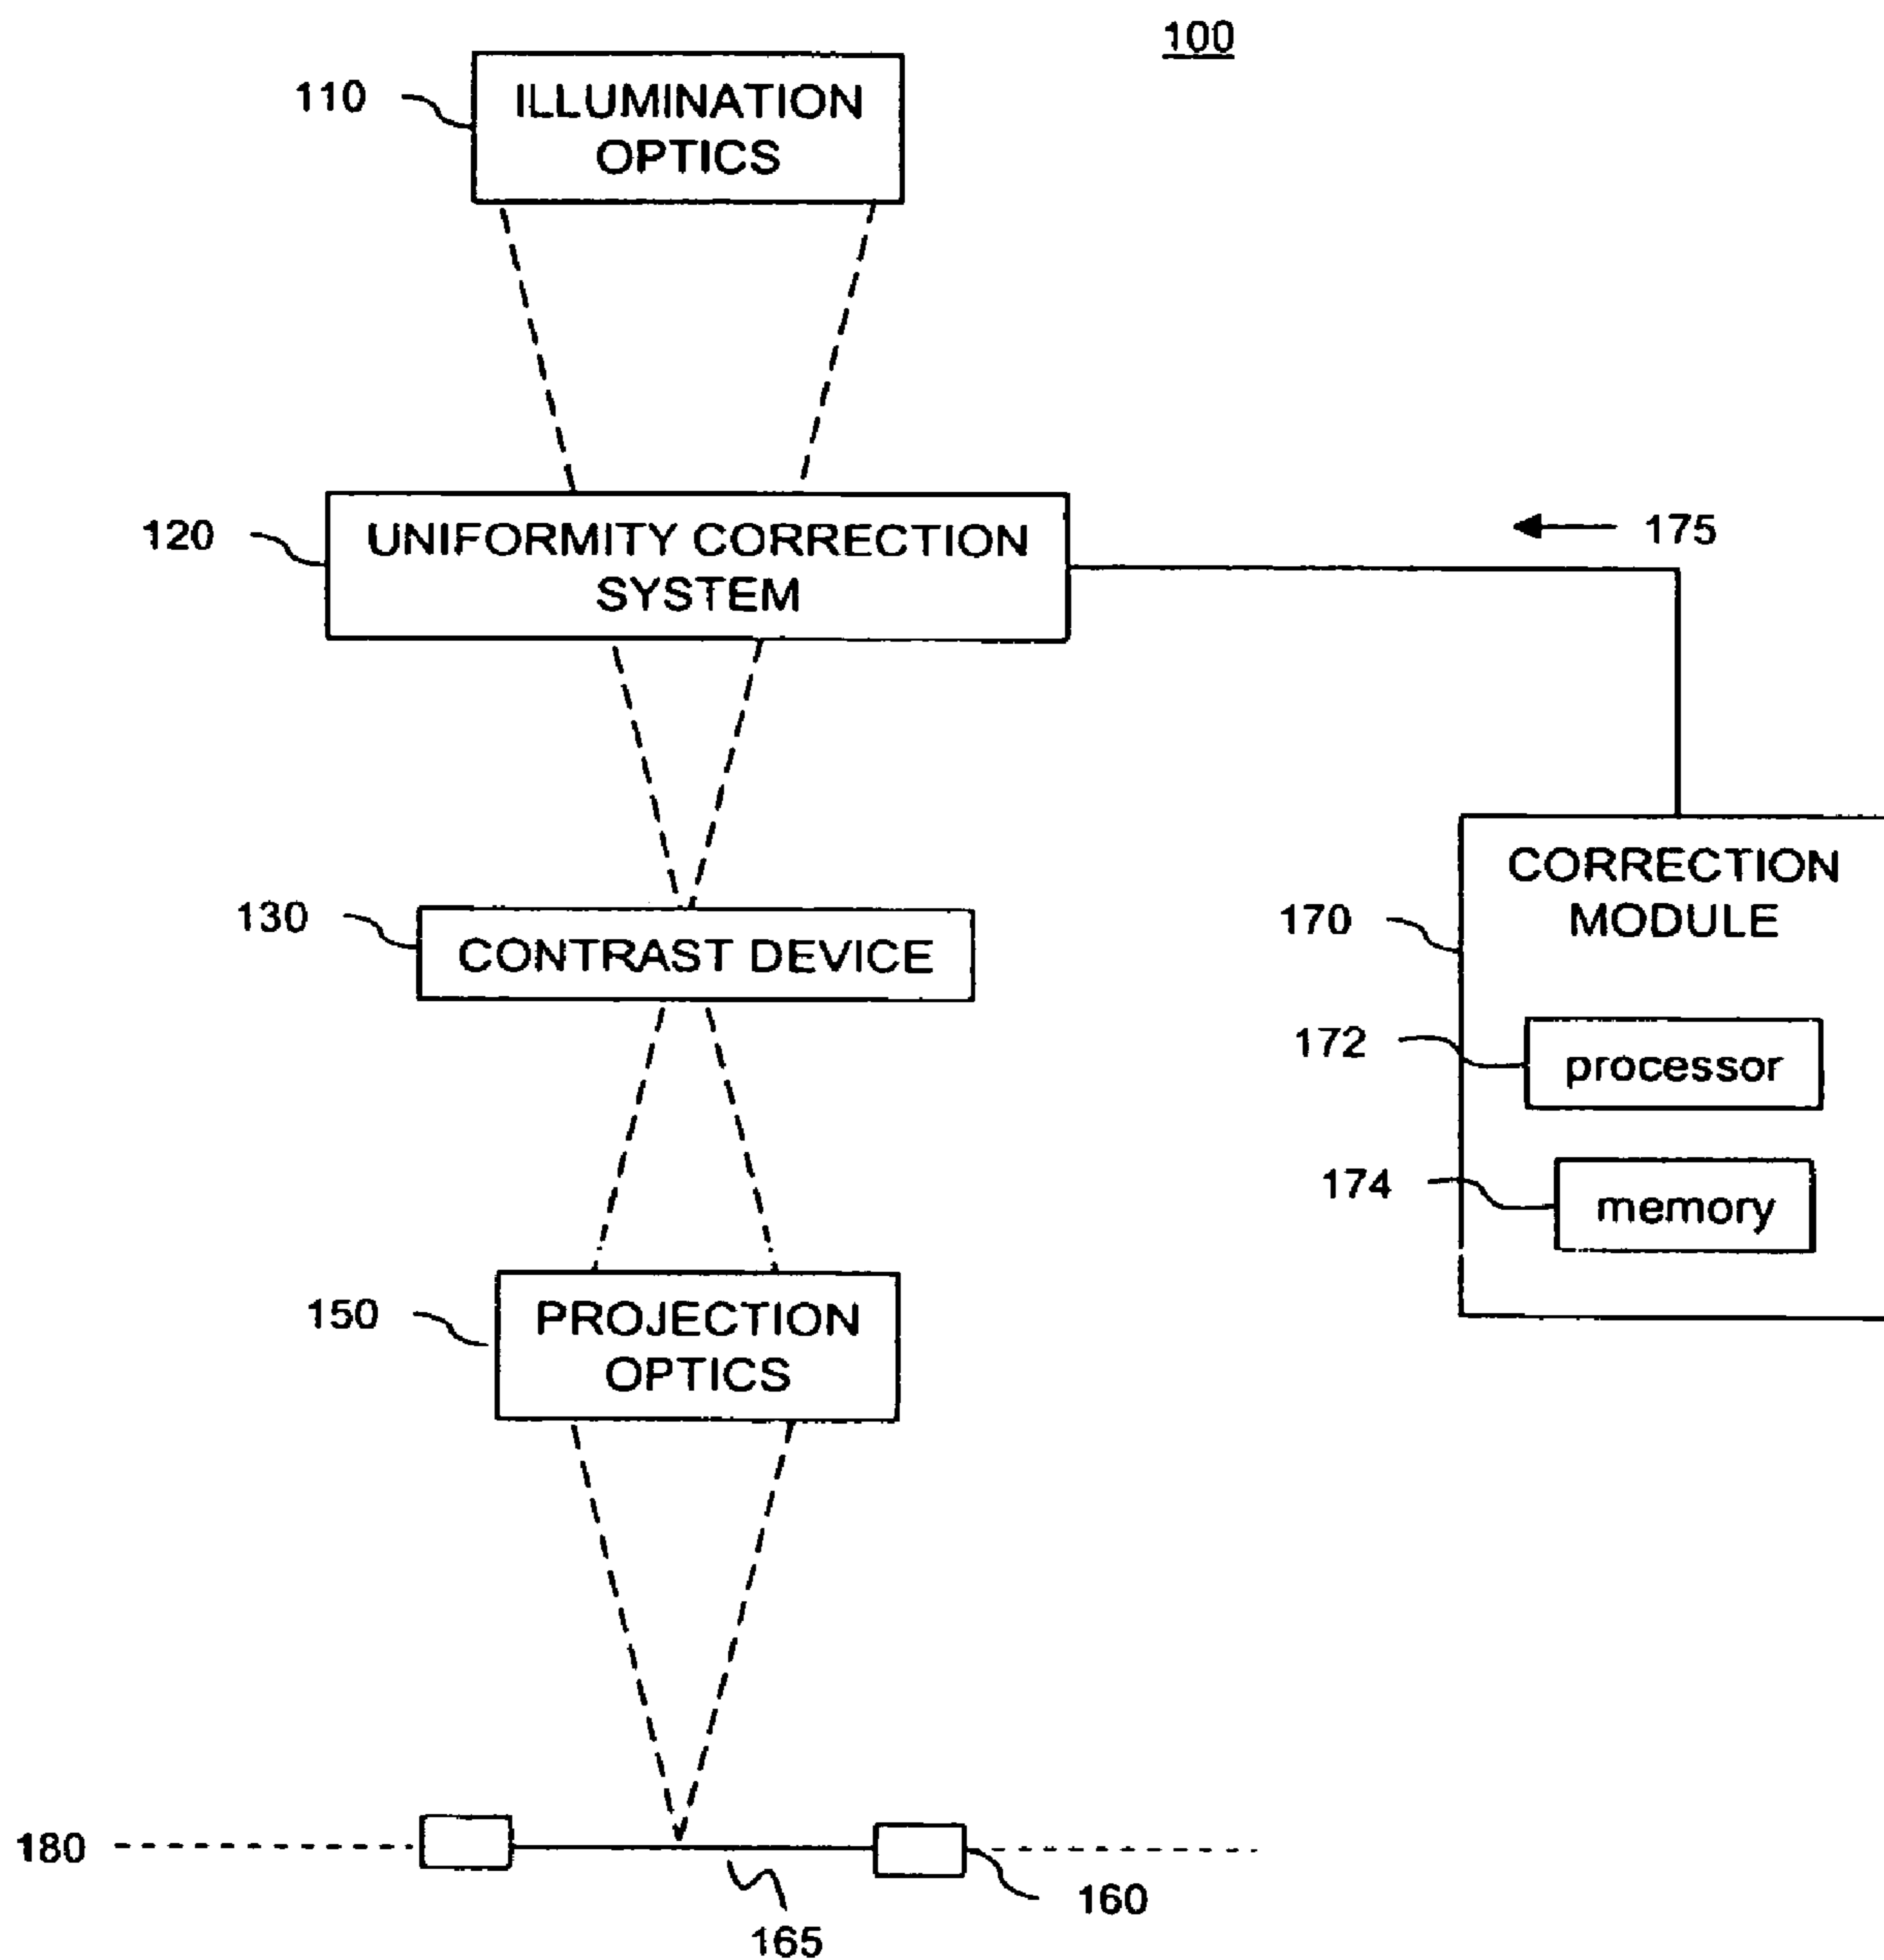 100
110
ILLUMINATION
OPTICS
120
UNIFORMITY CORRECTION
SYSTEM
175
130
CONTRAST DEVICE
CORRECTION
MODULE
170
172
processor
174
memory
150
PROJECTION
OPTICS
180
160
165